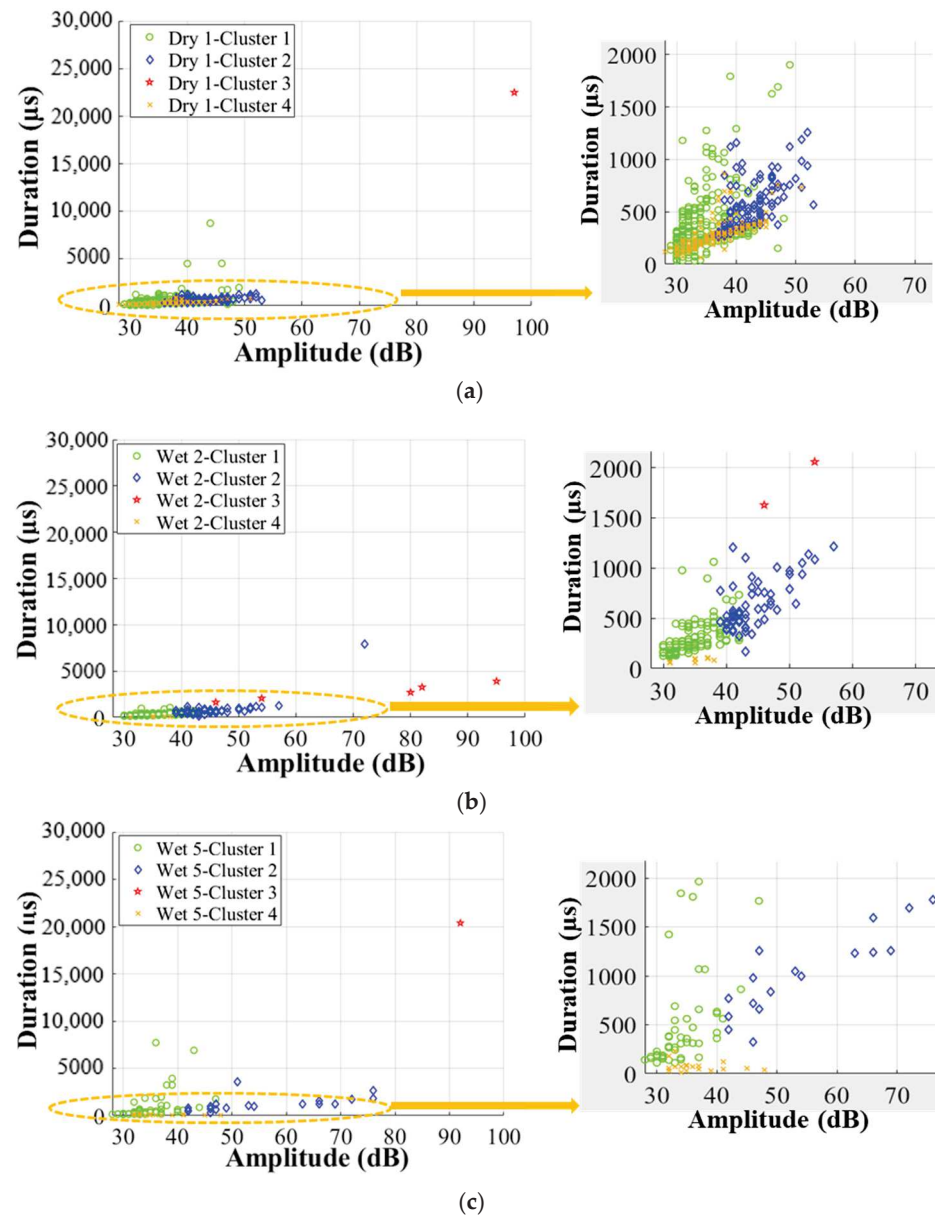 30,000
25,000
20,000
15,000
10,000
5000
0
Duration (μs)
Dry 1-Cluster 1
Dry 1-Cluster 2
Dry 1-Cluster 3
Dry 1-Cluster 4
30 40 50 60 70 80 90 100
Amplitude (dB)
2000
1500
1000
500
0
Duration (μs)
30 40 50 60 70
Amplitude (dB)
(a)
30,000
25,000
20,000
15,000
10,000
5000
0
Duration (μs)
Wet 2-Cluster 1
Wet 2-Cluster 2
Wet 2-Cluster 3
Wet 2-Cluster 4
30 40 50 60 70 80 90 100
Amplitude (dB)
2000
1500
1000
500
0
Duration (μs)
30 40 50 60 70
Amplitude (dB)
(b)
30,000
25,000
20,000
15,000
10,000
5000
0
Duration (μs)
Wet 5-Cluster 1
Wet 5-Cluster 2
Wet 5-Cluster 3
Wet 5-Cluster 4
30 40 50 60 70 80 90 100
Amplitude (dB)
2000
1500
1000
500
0
Duration (μs)
30 40 50 60 70
Amplitude (dB)
(c)